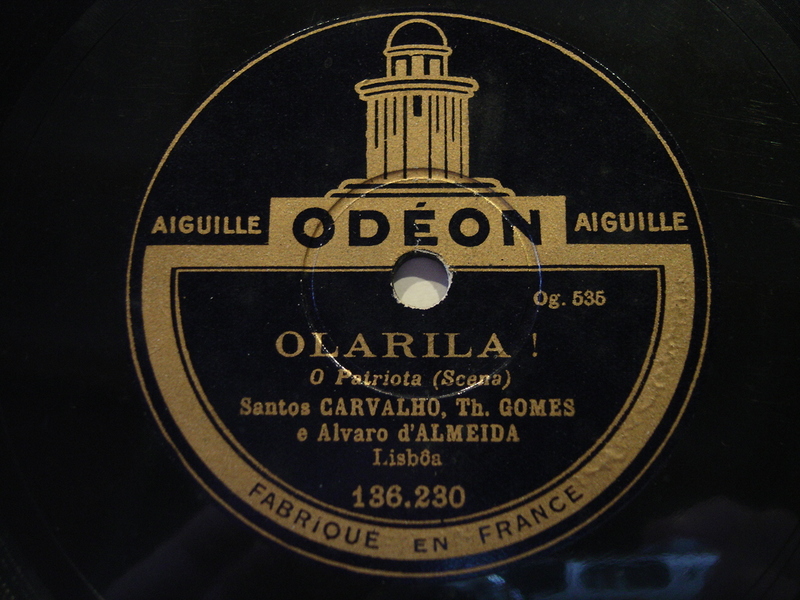 AIGUILLE ODÉON AIGUILLE
Og. 535
OLARILA !
O Patriota (Scena)
Santos CARVALHO, Th. GOMES
e Alvaro d'ALMEIDA
Lisbôa
136.230
FABRIQUÉ EN FRANCE